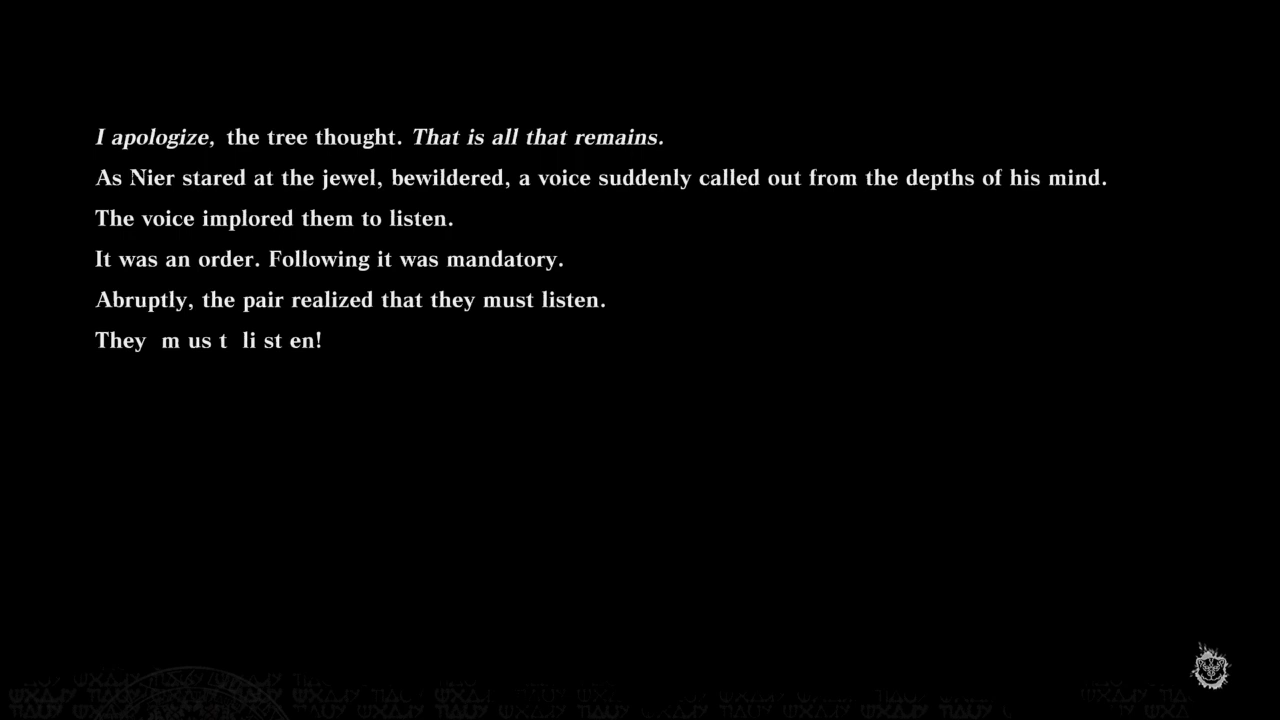 I apologize, the tree thought. That is all that remains.
As Nier stared at the jewel, bewildered, a voice suddenly called out from the depths of his mind.
The voice implored them to listen.
It was an order. Following it was mandatory.
Abruptly, the pair realized that they must listen.
They  m us t  li st en!